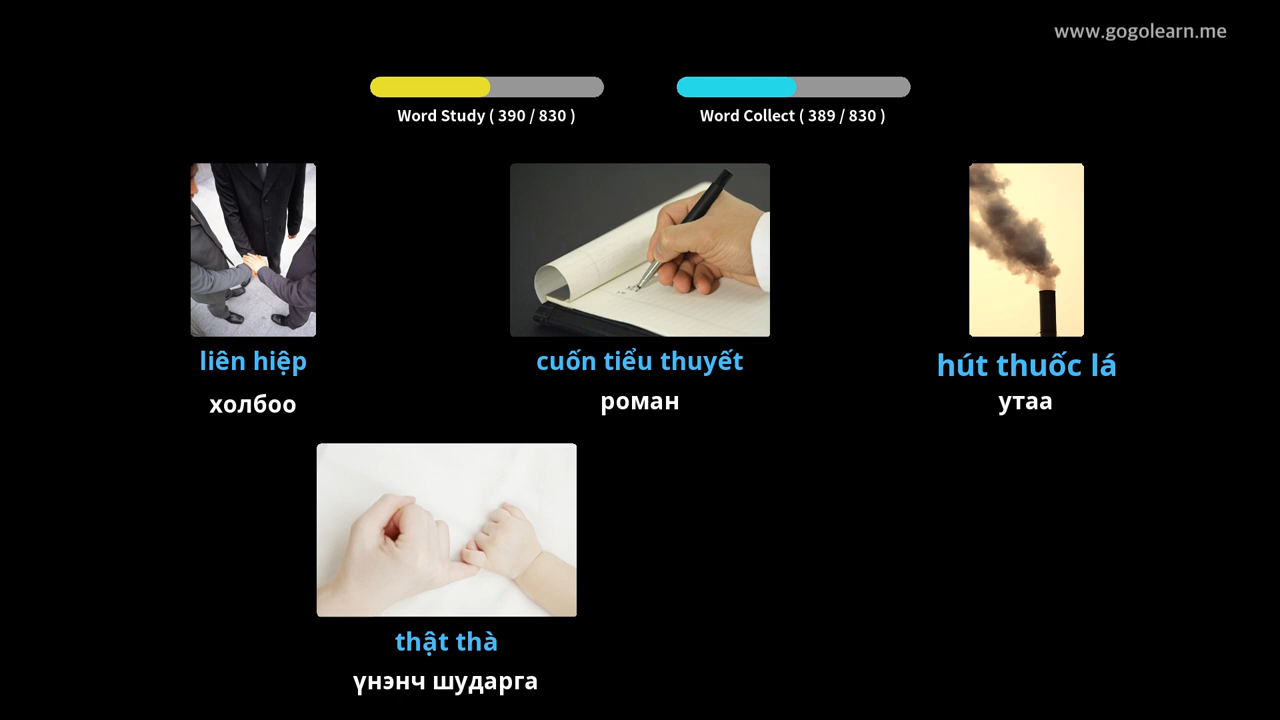 www.gogolearn.me
Word Study ( 390 / 830 )
Word Collect ( 389 / 830 )
liên hiệp
холбоо
cuốn tiểu thuyết
роман
hút thuốc lá
утаа
thật thà
үнэнч шударга